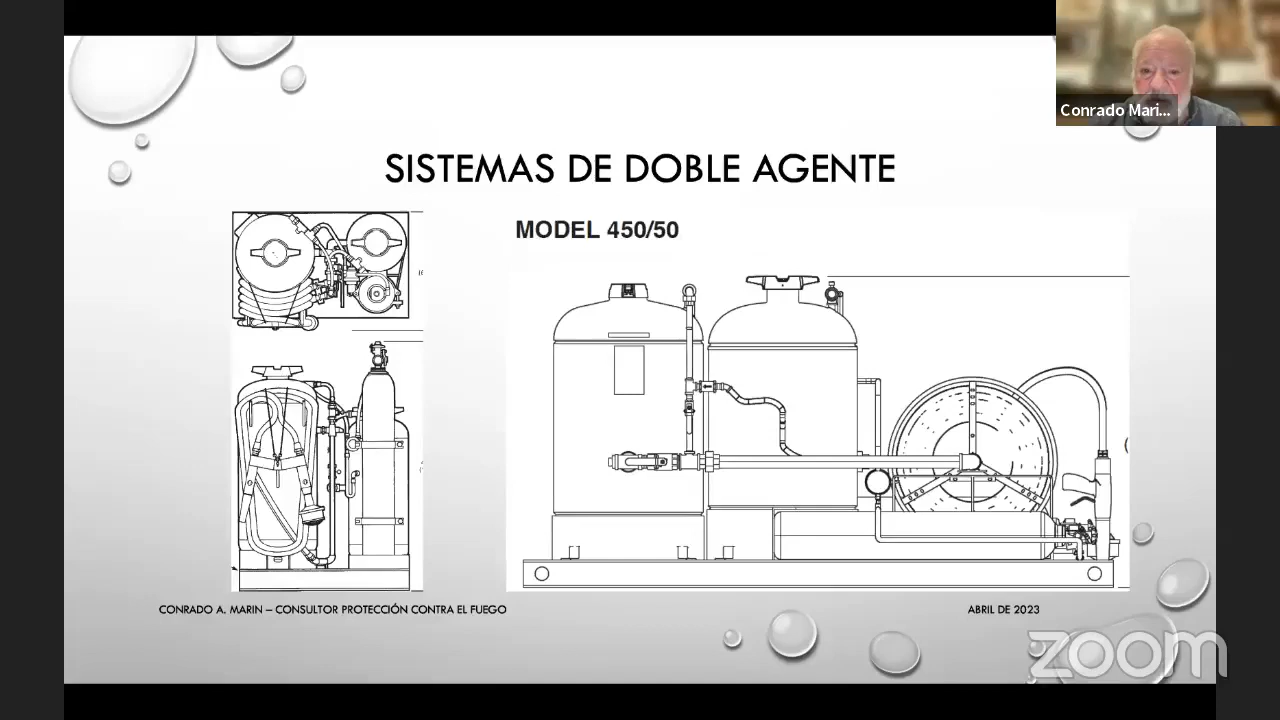 Conrado Mari...
SISTEMAS DE DOBLE AGENTE
MODEL 450/50
CONRADO A. MARIN – CONSULTOR PROTECCIÓN CONTRA EL FUEGO
ABRIL DE 2023
zoom